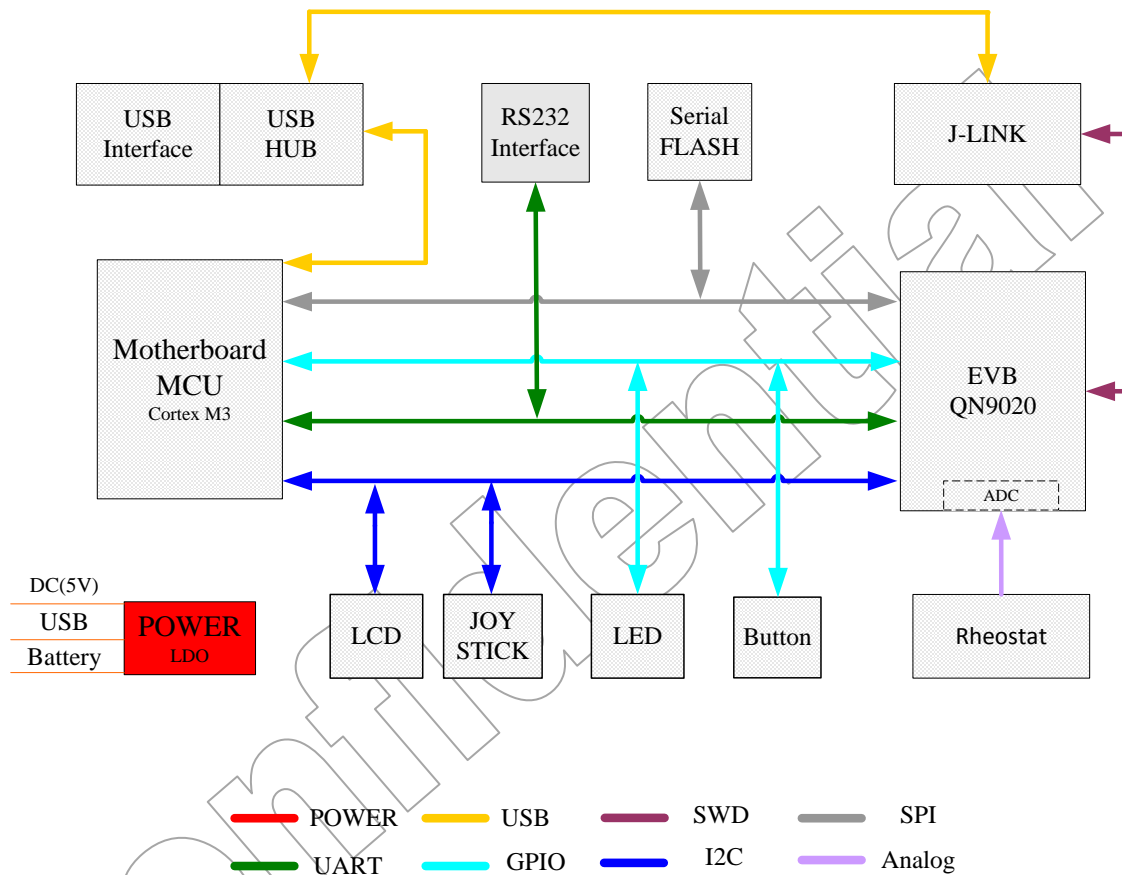 USB
Interface
USB
HUB
RS232
Interface
Serial
FLASH
J-LINK
Motherboard
MCU
Cortex M3
EVB
QN9020
ADC
DC(5V)
USB
Battery
POWER
LDO
LCD
JOY
STICK
LED
Button
Rheostat
POWER
USB
SWD
SPI
UART
GPIO
I2C
Analog
onfidential